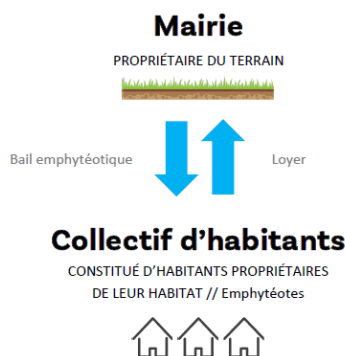 Mairie
PROPRIÉTAIRE DU TERRAIN
Bail emphytéotique
Loyer
Collectif d’habitants
CONSTITUÉ D’HABITANTS PROPRIÉTAIRES
DE LEUR HABITAT // Emphytéotes